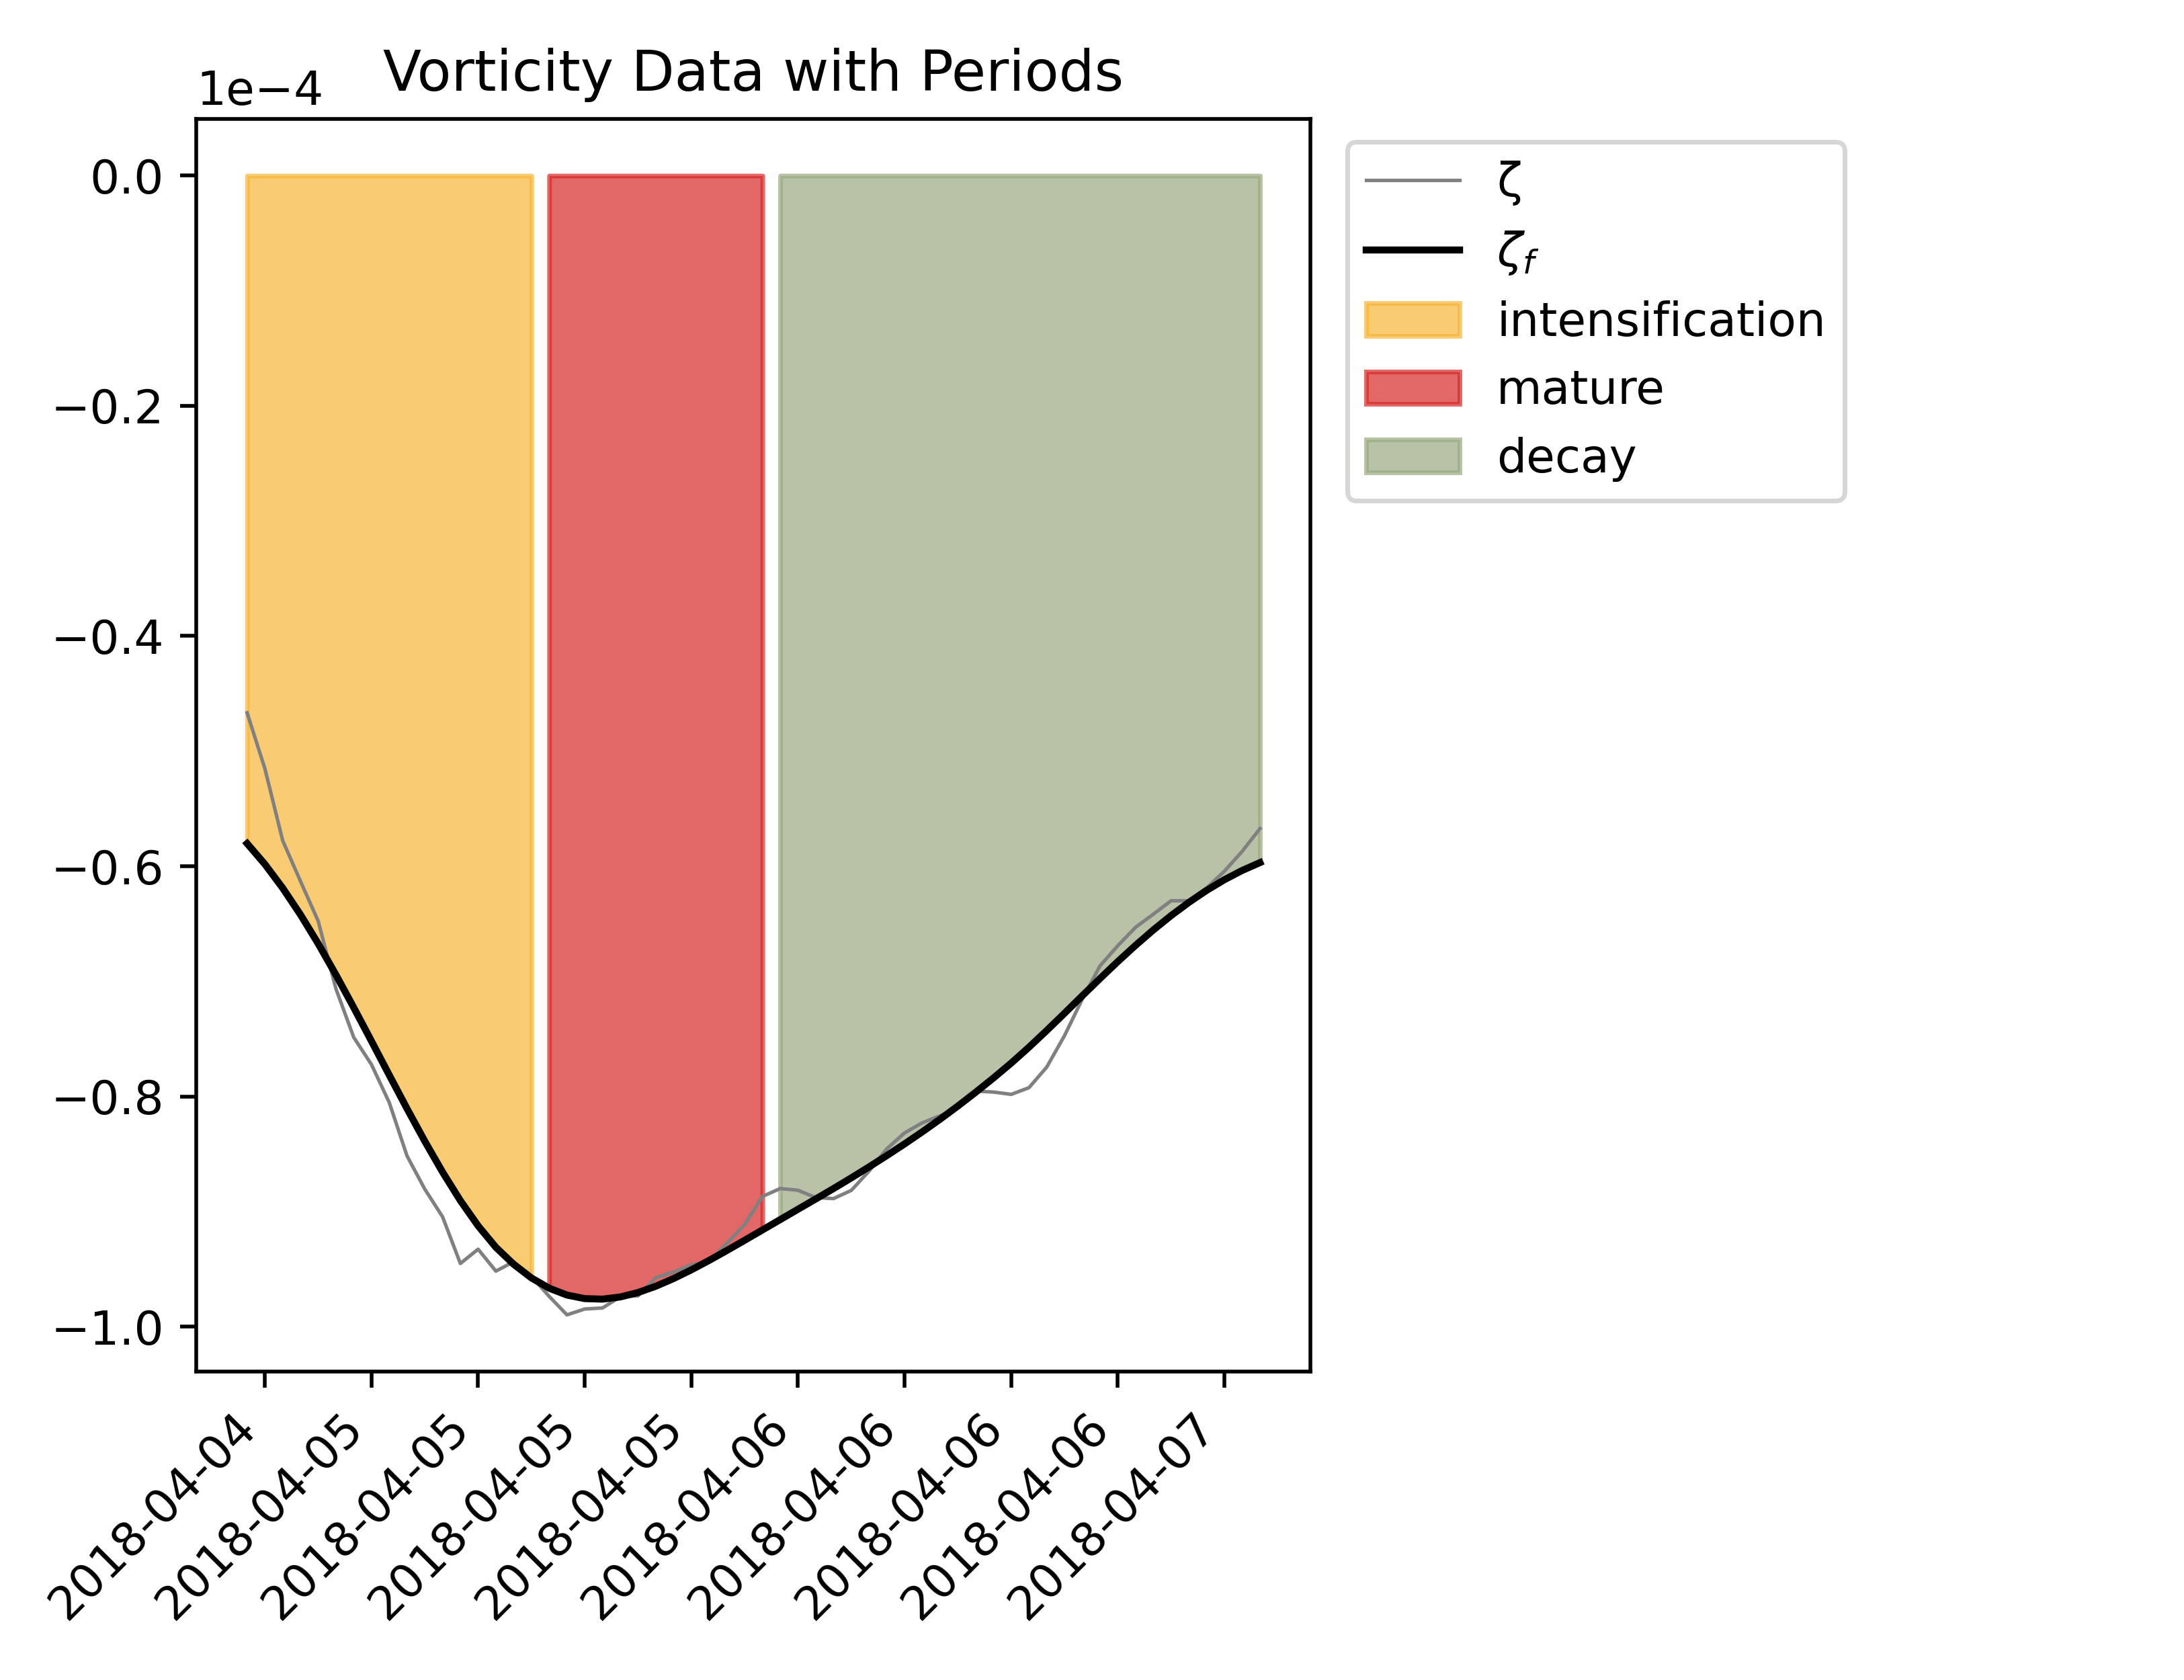 Vorticity Data with Periods
1e−4
0.0
−0.2
−0.4
−0.6
−0.8
−1.0
2018-04-04
2018-04-05
2018-04-05
2018-04-05
2018-04-05
2018-04-06
2018-04-06
2018-04-06
2018-04-06
2018-04-07
ζ
ζf
intensification
mature
decay